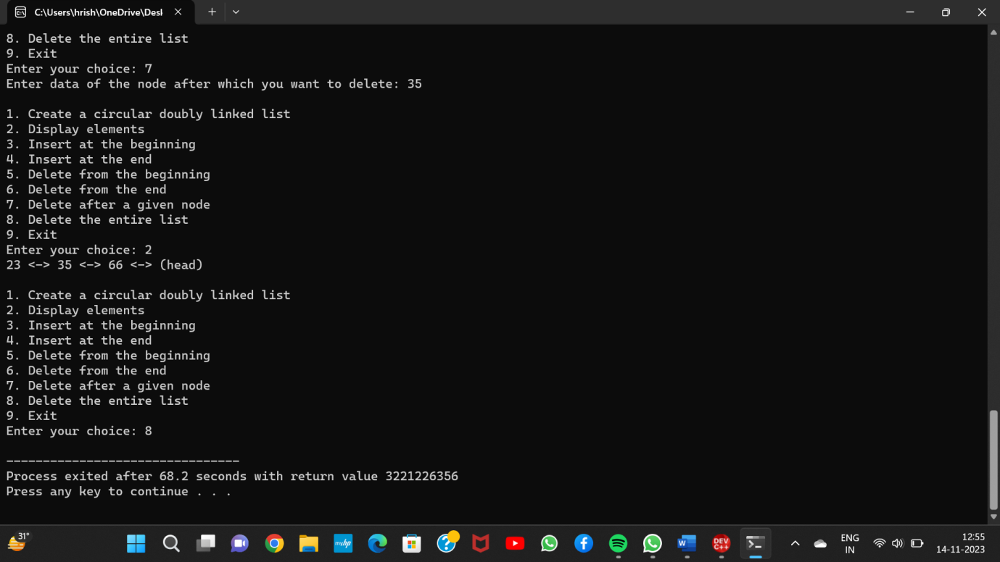 C:\Users\hrish\OneDrive\Desk
8. Delete the entire list
9. Exit
Enter your choice: 7
Enter data of the node after which you want to delete: 35
1. Create a circular doubly linked list
2. Display elements
3. Insert at the beginning
4. Insert at the end
5. Delete from the beginning
6. Delete from the end
7. Delete after a given node
8. Delete the entire list
9. Exit
Enter your choice: 2
23 <-> 35 <-> 66 <-> (head)
1. Create a circular doubly linked list
2. Display elements
3. Insert at the beginning
4. Insert at the end
5. Delete from the beginning
6. Delete from the end
7. Delete after a given node
8. Delete the entire list
9. Exit
Enter your choice: 8
--------------------------------
Process exited after 68.2 seconds with return value 3221226356
Press any key to continue . . .
31°
myhp
W
DEV C++
ENG
IN
12:55
14-11-2023